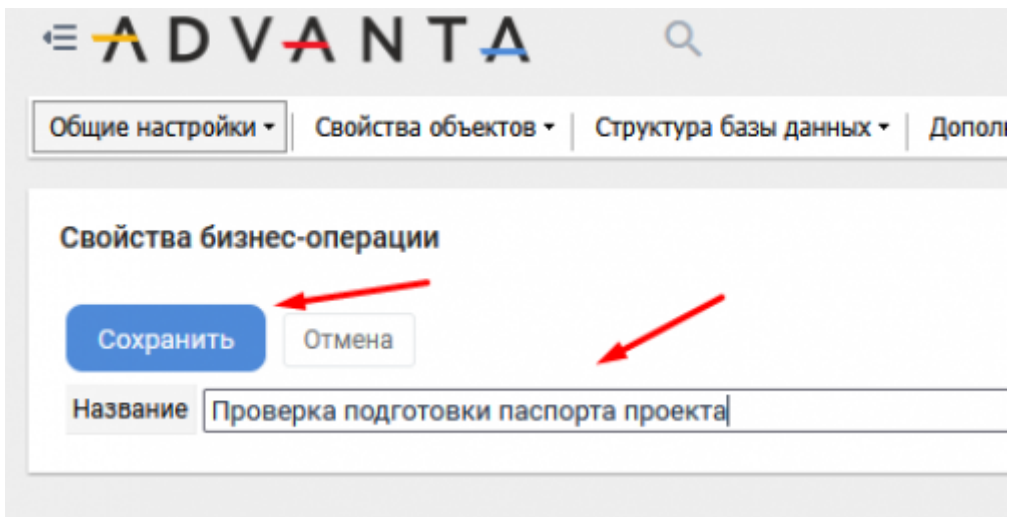 ADVANTA
Общие настройки Свойства объектов Структура базы данных
Свойства бизнес-операции
Сохранить Отмена
Название Проверка подготовки паспорта проекта